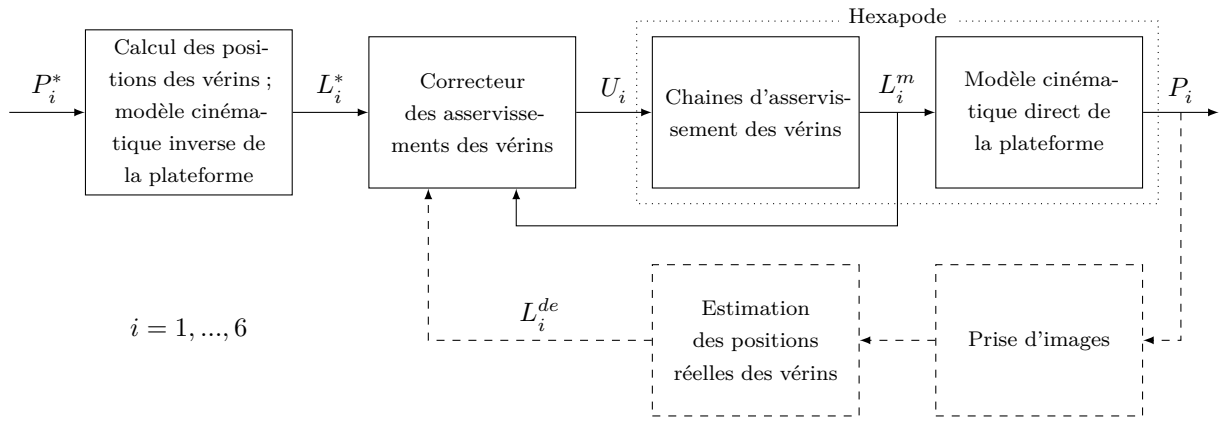 Hexapode
Calcul des posi-
tions des vérins ;
modèle cinéma-
tique inverse de
la plateforme
Correcteur
des asservisse-
ments des vérins
Chaines d'asservis-
sement des vérins
Modèle cinéma-
tique direct de
la plateforme
P_i^*
L_i^*
U_i
L_i^m
P_i
L_i^{de}
Estimation
des positions
réelles des vérins
Prise d'images
i = 1, ..., 6